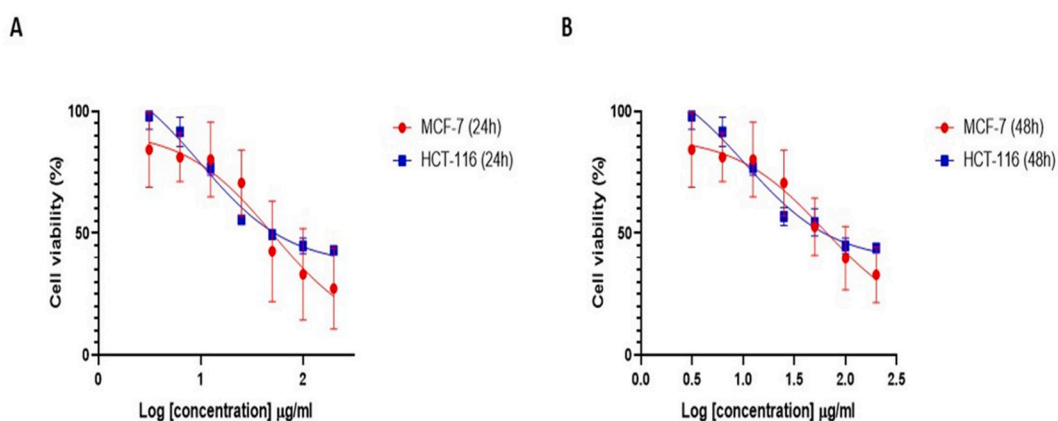 A
B
Cell viability (%)
100
50
0
0
1
2
Log [concentration] µg/ml
MCF-7 (24h)
HCT-116 (24h)
Cell viability (%)
100
50
0
0.0
0.5
1.0
1.5
2.0
2.5
Log [concentration] µg/ml
MCF-7 (48h)
HCT-116 (48h)